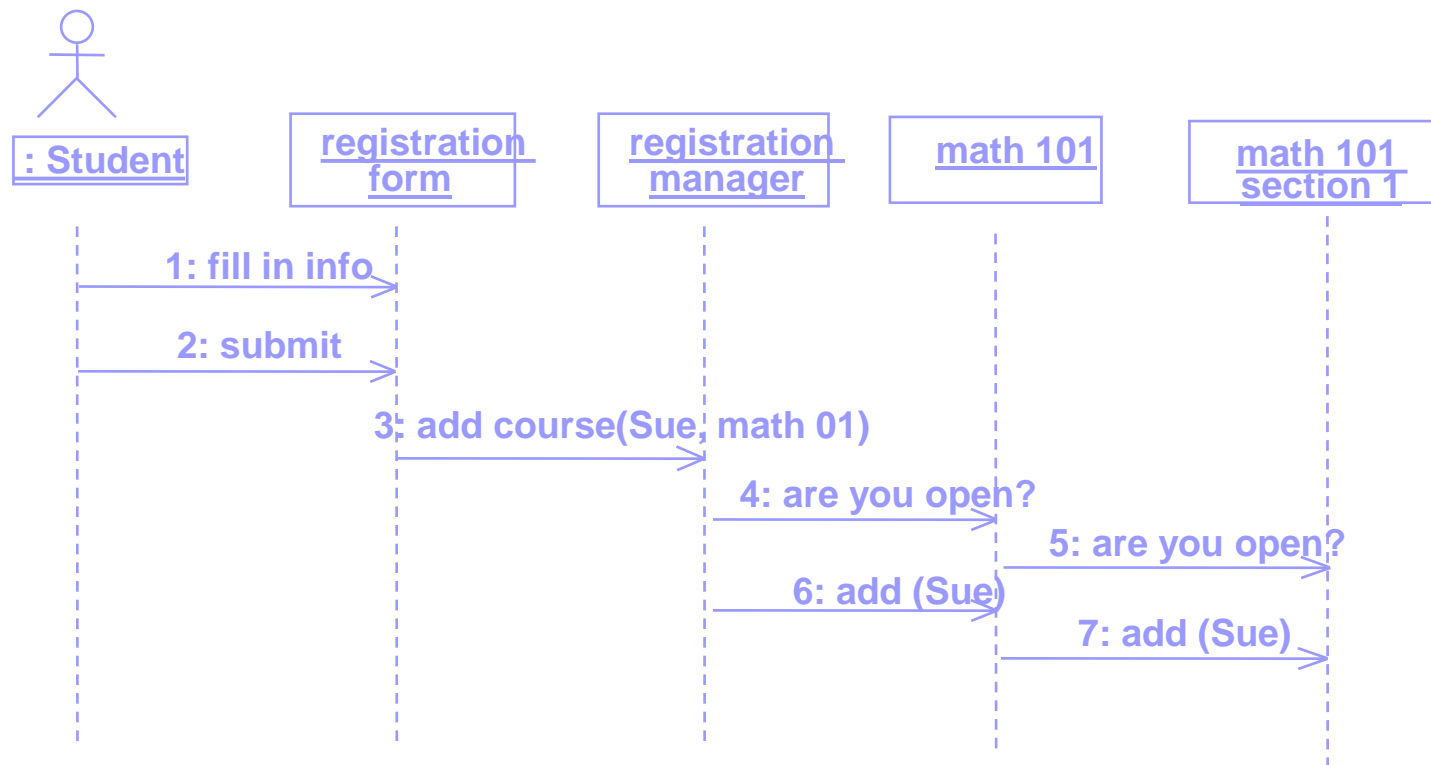 : Student
registration
form
registration
manager
math 101
math 101
section 1
1: fill in info
2: submit
3: add course(Sue, math 01)
4: are you open?
5: are you open?
6: add (Sue)
7: add (Sue)